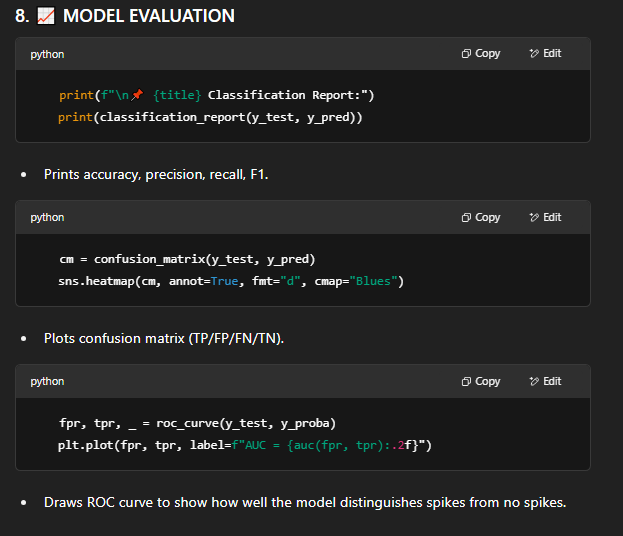 8. 📈 MODEL EVALUATION
python Copy Edit
print(f"\n📌 {title} Classification Report:")
print(classification_report(y_test, y_pred))
• Prints accuracy, precision, recall, F1.
python Copy Edit
cm = confusion_matrix(y_test, y_pred)
sns.heatmap(cm, annot=True, fmt="d", cmap="Blues")
• Plots confusion matrix (TP/FP/FN/TN).
python Copy Edit
fpr, tpr, _ = roc_curve(y_test, y_proba)
plt.plot(fpr, tpr, label=f"AUC = {auc(fpr, tpr):.2f}")
• Draws ROC curve to show how well the model distinguishes spikes from no spikes.